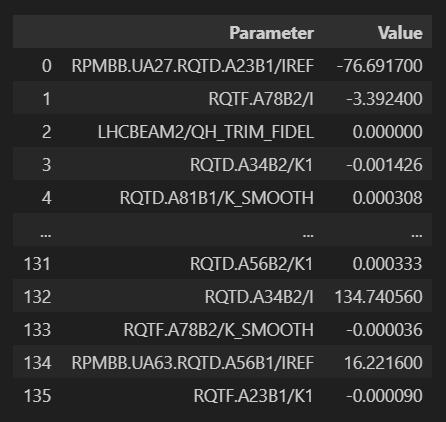 Parameter Value
0 RPMBB.UA27.RQTD.A23B1/IREF -76.691700
1 RQTF.A78B2/I -3.392400
2 LHCBEAM2/QH_TRIM_FIDEL 0.000000
3 RQTD.A34B2/K1 -0.001426
4 RQTD.A81B1/K_SMOOTH 0.000308
... ... ...
131 RQTD.A56B2/K1 0.000333
132 RQTD.A34B2/I 134.740560
133 RQTF.A78B2/K_SMOOTH -0.000036
134 RPMBB.UA63.RQTD.A56B1/IREF 16.221600
135 RQTF.A23B1/K1 -0.000090